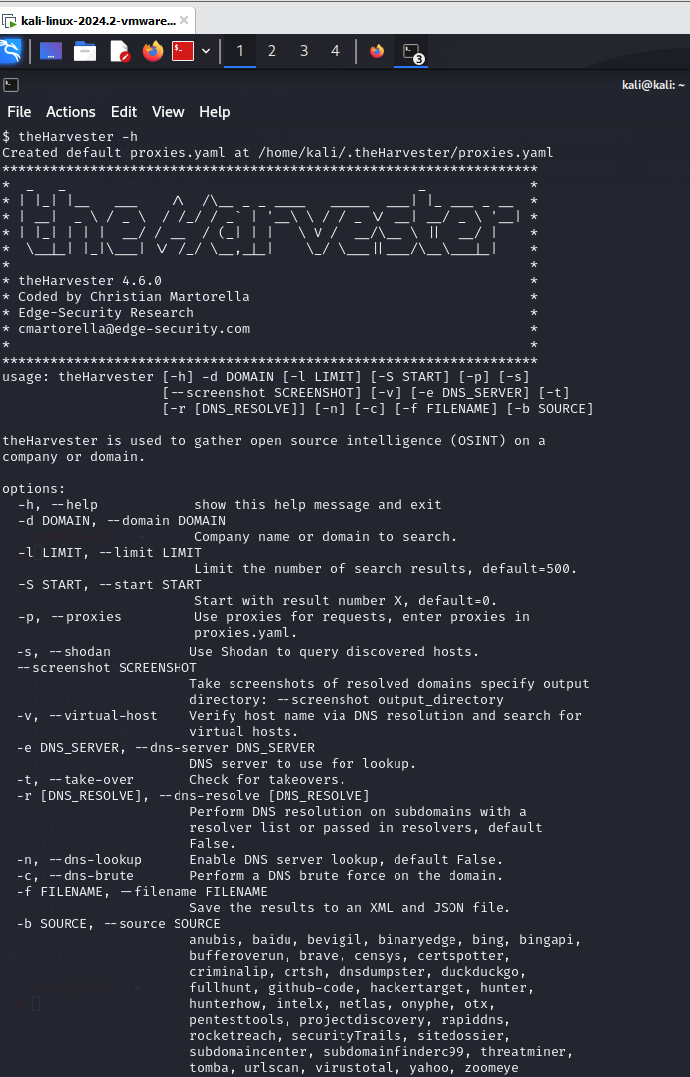 kali-linux-2024.2-vmware...
1 2 3 4
3
kali@kali: ~
File Actions Edit View Help
$ theHarvester -h
Created default proxies.yaml at /home/kali/.theHarvester/proxies.yaml
*******************************************************************
* theHarvester 4.6.0 *
* Coded by Christian Martorella *
* Edge-Security Research *
* cmartorella@edge-security.com *
* *
*******************************************************************
usage: theHarvester [-h] -d DOMAIN [-l LIMIT] [-S START] [-p] [-s]
[--screenshot SCREENSHOT] [-v] [-e DNS_SERVER] [-t]
[-r [DNS_RESOLVE]] [-n] [-c] [-f FILENAME] [-b SOURCE]
theHarvester is used to gather open source intelligence (OSINT) on a
company or domain.
options:
-h, --help show this help message and exit
-d DOMAIN, --domain DOMAIN
Company name or domain to search.
-l LIMIT, --limit LIMIT
Limit the number of search results, default=500.
-S START, --start START
Start with result number X, default=0.
-p, --proxies Use proxies for requests, enter proxies in
proxies.yaml.
-s, --shodan Use Shodan to query discovered hosts.
--screenshot SCREENSHOT
Take screenshots of resolved domains specify output
directory: --screenshot output_directory
-v, --virtual-host Verify host name via DNS resolution and search for
virtual hosts.
-e DNS_SERVER, --dns-server DNS_SERVER
DNS server to use for lookup.
-t, --take-over Check for takeovers.
-r [DNS_RESOLVE], --dns-resolve [DNS_RESOLVE]
Perform DNS resolution on subdomains with a
resolver list or passed in resolvers, default
False.
-n, --dns-lookup Enable DNS server lookup, default False.
-c, --dns-brute Perform a DNS brute force on the domain.
-f FILENAME, --filename FILENAME
Save the results to an XML and JSON file.
-b SOURCE, --source SOURCE
anubis, baidu, bevigil, binaryedge, bing, bingapi,
bufferoverun, brave, censys, certspotter,
criminalip, crtsh, dnsdumpster, duckduckgo,
fullhunt, github-code, hackertarget, hunter,
hunterhow, intelx, netlas, onyphe, otx,
pentesttools, projectdiscovery, rapiddns,
rocketreach, securityTrails, sitedossier,
subdomaincenter, subdomainfinderc99, threatminer,
tomba, urlscan, virustotal, yahoo, zoomeye